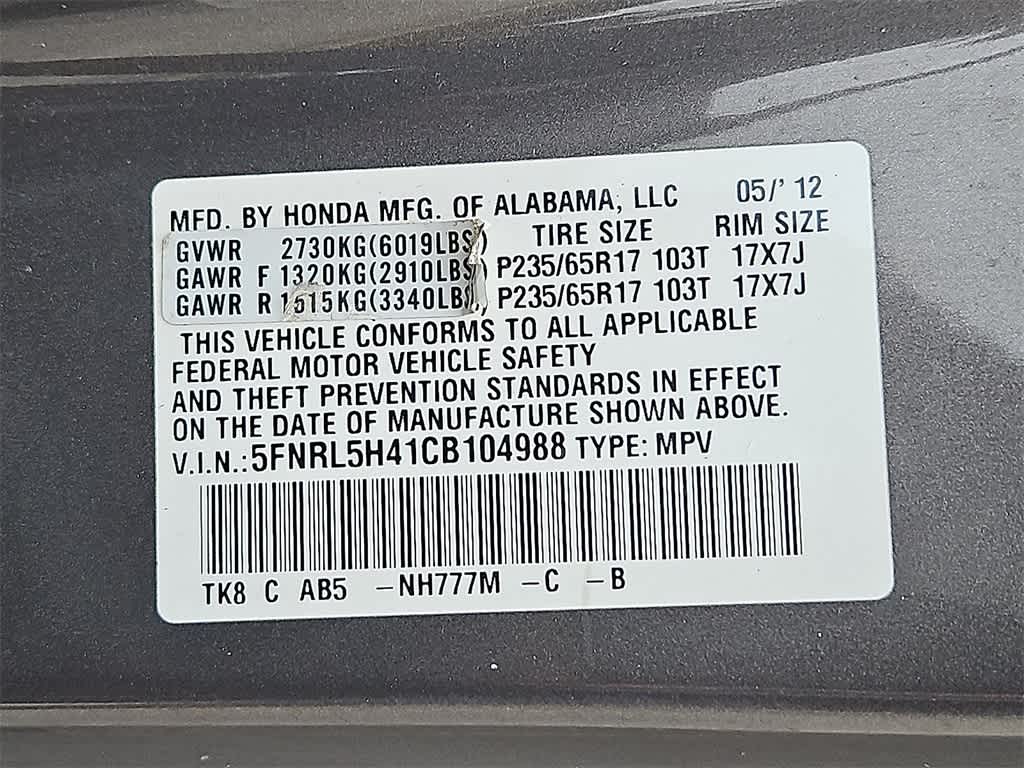 MFD. BY HONDA MFG. OF ALABAMA, LLC 05/' 12
GVWR 2730KG(6019LBS) TIRE SIZE RIM SIZE
GAWR F 1320KG(2910LBS) P235/65R17 103T 17X7J
GAWR R 1515KG(3340LBS) P235/65R17 103T 17X7J
THIS VEHICLE CONFORMS TO ALL APPLICABLE
FEDERAL MOTOR VEHICLE SAFETY
AND THEFT PREVENTION STANDARDS IN EFFECT
ON THE DATE OF MANUFACTURE SHOWN ABOVE.
V.I.N.:5FNRL5H41CB104988 TYPE: MPV
TK8 C AB5 -NH777M -C -B